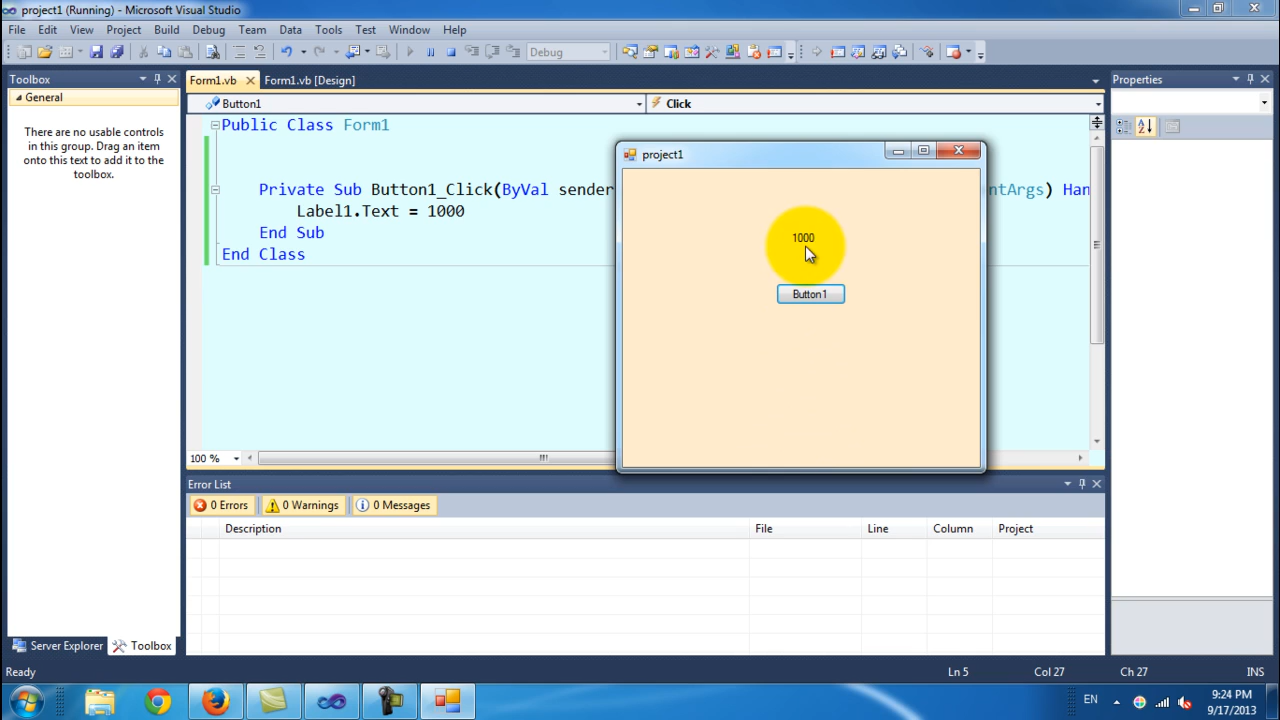 project1 (Running) - Microsoft Visual Studio
File Edit View Project Build Debug Team Data Tools Test Window Help
Debug
Toolbox
General
There are no usable controls
in this group. Drag an item
onto this text to add it to the
toolbox.
Server Explorer Toolbox
Form1.vb Form1.vb [Design]
Button1 Click
Public Class Form1
Private Sub Button1_Click(ByVal sender ntArgs) Han
Label1.Text = 1000
End Sub
End Class
100 %
project1
1000
Button1
Properties
Error List
0 Errors 0 Warnings 0 Messages
Description File Line Column Project
Ready Ln 5 Col 27 Ch 27 INS
EN 9:24 PM
9/17/2013